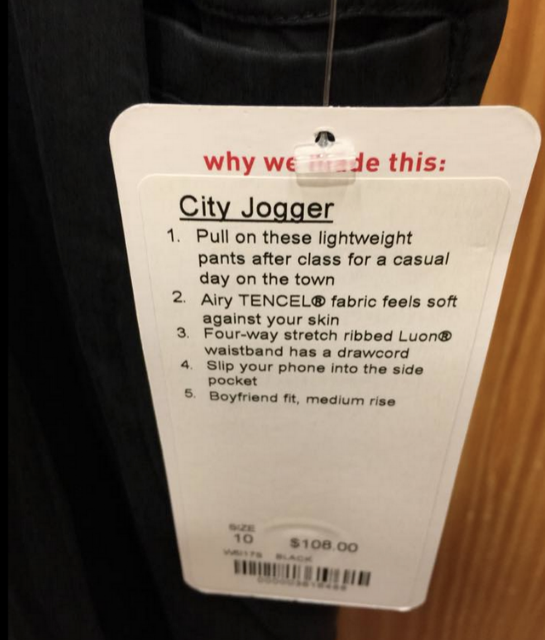 why we made this:
City Jogger
1. Pull on these lightweight
pants after class for a casual
day on the town
2. Airy TENCEL® fabric feels soft
against your skin
3. Four-way stretch ribbed Luon®
waistband has a drawcord
4. Slip your phone into the side
pocket
5. Boyfriend fit, medium rise
SIZE
10 $108.00
BLACK